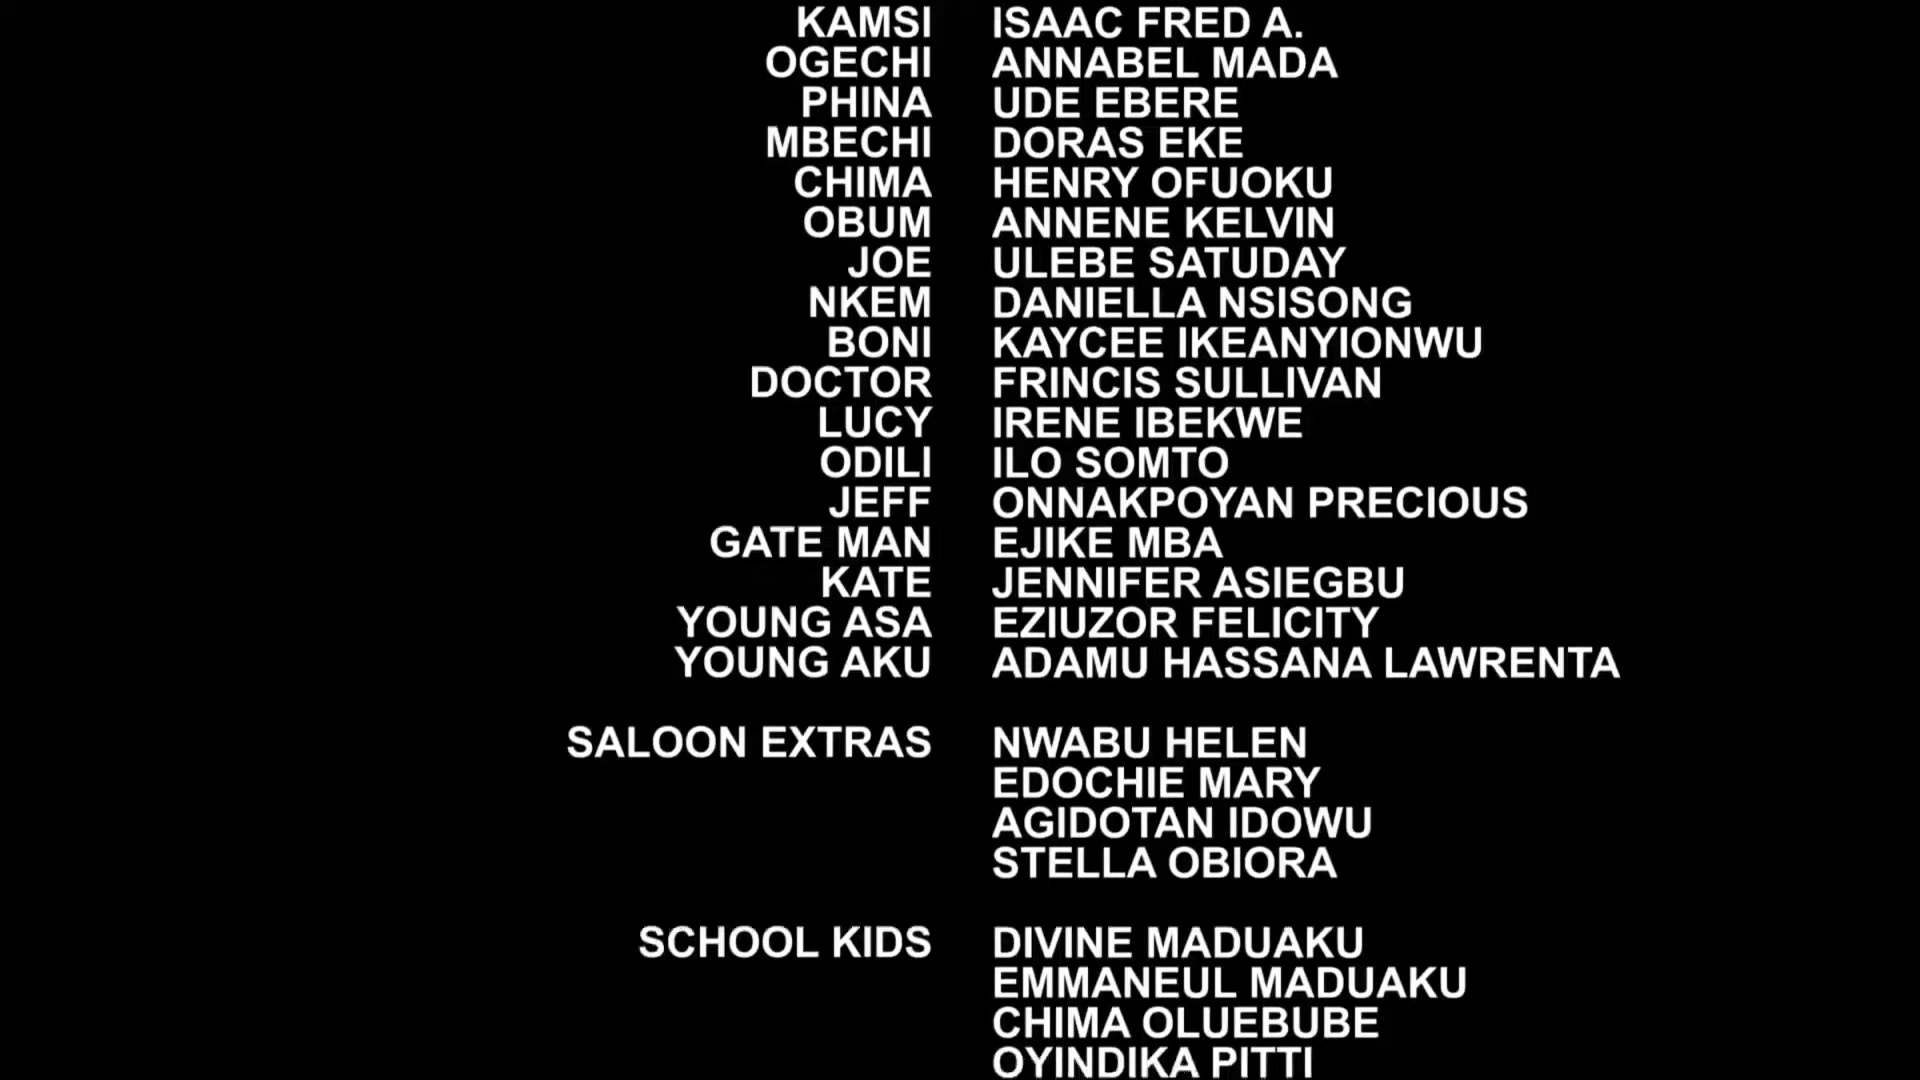 KAMSI ISAAC FRED A.
OGECHI ANNABEL MADA
PHINA UDE EBERE
MBECHI DORAS EKE
CHIMA HENRY OFUOKU
OBUM ANNENE KELVIN
JOE ULEBE SATUDAY
NKEM DANIELLA NSISONG
BONI KAYCEE IKEANYIONWU
DOCTOR FRINCIS SULLIVAN
LUCY IRENE IBEKWE
ODILI ILO SOMTO
JEFF ONNAKPOYAN PRECIOUS
GATE MAN EJIKE MBA
KATE JENNIFER ASIEGBU
YOUNG ASA EZIUZOR FELICITY
YOUNG AKU ADAMU HASSANA LAWRENTA
SALOON EXTRAS NWABU HELEN
EDOCHIE MARY
AGIDOTAN IDOWU
STELLA OBIORA
SCHOOL KIDS DIVINE MADUAKU
EMMANEUL MADUAKU
CHIMA OLUEBUBE
OYINDIKA PITTI